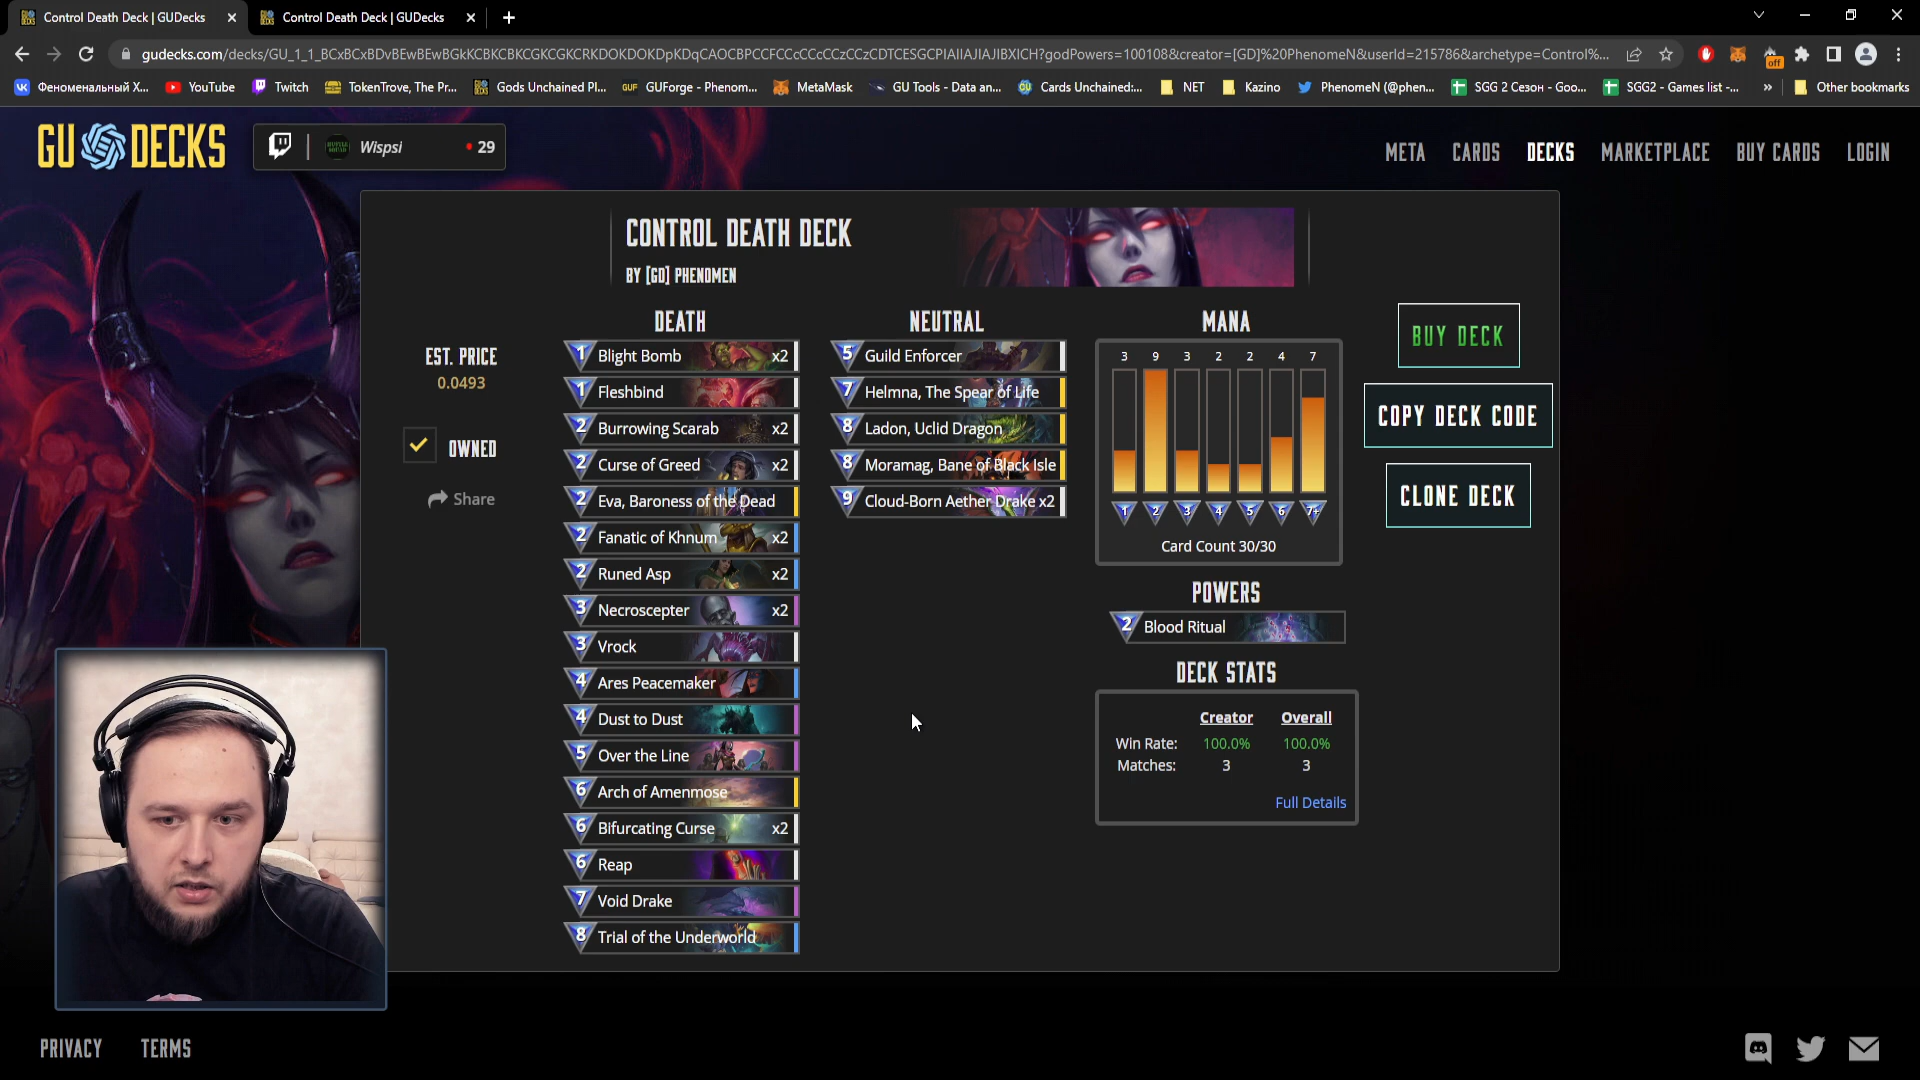 Control Death Deck | GUDecks
Control Death Deck | GUDecks
gudecks.com/decks/GU_1_1_BCxBCxBDvBEwBEwBGkKCBKCBKCGKCGKCRKDOKDOKDpKDqCAOCBPCCFCCcCCcCCzCCzCDTCESGCPIAIIAJIAJIBXICH?godPowers=100108&creator=[GD]%20PhenomeN&userId=215786&archetype=Control%...
off
Феноменальный Х...
YouTube
Twitch
TokenTrove, The Pr...
Gods Unchained Pl...
GUForge - Phenom...
MetaMask
GU Tools - Data an...
Cards Unchained:...
NET
Kazino
PhenomeN (@phen...
SGG 2 Сезон - Goo...
SGG2 - Games list -...
»
Other bookmarks
GU DECKS
Wispsi
29
META
CARDS
DECKS
MARKETPLACE
BUY CARDS
LOGIN
CONTROL DEATH DECK
BY [GD] PHENOMEN
EST. PRICE
0.0493
OWNED
Share
DEATH
1 Blight Bomb x2
1 Fleshbind
2 Burrowing Scarab x2
2 Curse of Greed x2
2 Eva, Baroness of the Dead
2 Fanatic of Khnum x2
2 Runed Asp x2
3 Necroscepter x2
3 Vrock
4 Ares Peacemaker
4 Dust to Dust
5 Over the Line
6 Arch of Amenmose
6 Bifurcating Curse x2
6 Reap
7 Void Drake
8 Trial of the Underworld
NEUTRAL
5 Guild Enforcer
7 Helmna, The Spear of Life
8 Ladon, Uclid Dragon
8 Moramag, Bane of Black Isle
9 Cloud-Born Aether Drake x2
MANA
3 9 3 2 2 4 7
1 2 3 4 5 6 7+
Card Count 30/30
POWERS
2 Blood Ritual
DECK STATS
Creator Overall
Win Rate: 100.0% 100.0%
Matches: 3 3
Full Details
BUY DECK
COPY DECK CODE
CLONE DECK
PRIVACY
TERMS